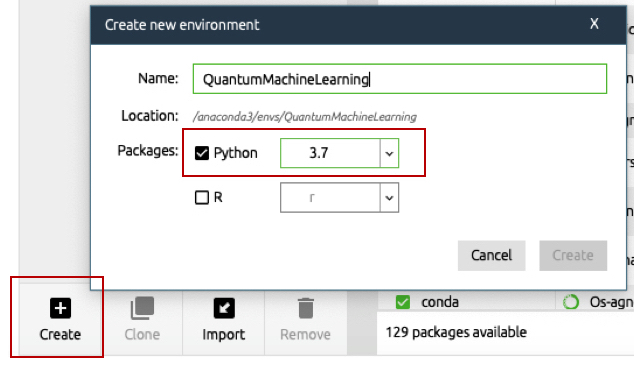 Create new environment X
Name: QuantumMachineLearning
Location: /anaconda3/envs/QuantumMachineLearning
Packages: Python 3.7
R r
Cancel Create
conda Os-agn
Create Clone Import Remove
129 packages available